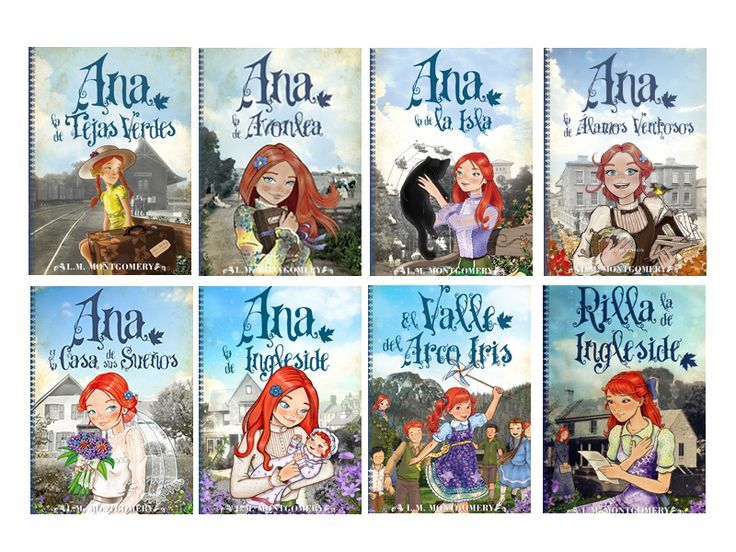 Ana
la de
Tejas Verdes
L.M. MONTGOMERY
Ana
la de
Avonlea
L.M. MONTGOMERY
Ana
la de
la Isla
L.M. MONTGOMERY
Ana
la de
Álamos Ventosos
L.M. MONTGOMERY
Ana
y la Casa de sus Sueños
L.M. MONTGOMERY
Ana
la de
Ingleside
L.M. MONTGOMERY
El Valle
del Arco Iris
L.M. MONTGOMERY
Rilla la de
Ingleside
L.M. MONTGOMERY